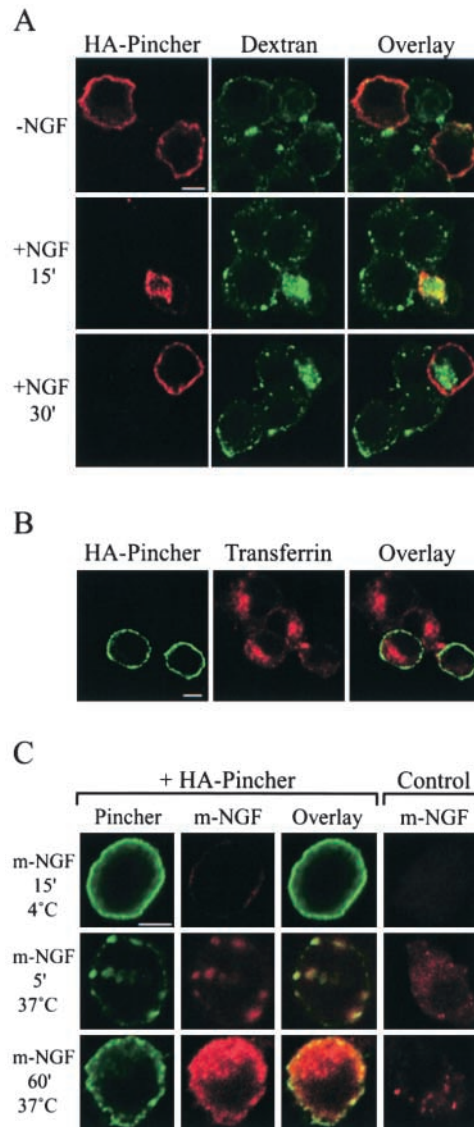 A
HA-Pincher Dextran Overlay
-NGF
+NGF
15'
+NGF
30'
B
HA-Pincher Transferrin Overlay
C
+ HA-Pincher Control
Pincher m-NGF Overlay m-NGF
m-NGF
15'
4°C
m-NGF
5'
37°C
m-NGF
60'
37°C